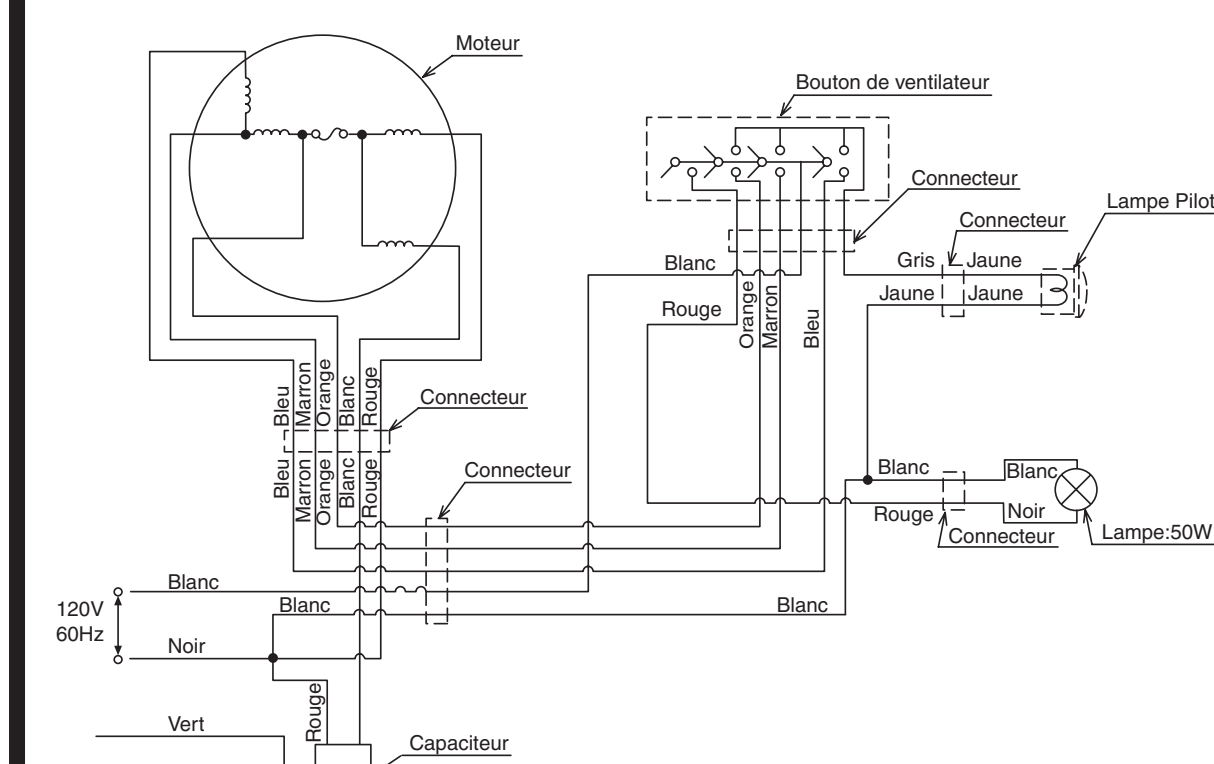 Moteur
Bouton de ventilateur
Connecteur
Lampe Pilot
Connecteur
Blanc
Gris
Jaune
Jaune
Jaune
Rouge
Orange
Marron
Bleu
Bleu
Marron
Orange
Blanc
Rouge
Connecteur
Bleu
Marron
Orange
Blanc
Rouge
Connecteur
Blanc
Blanc
Rouge
Noir
Connecteur
Lampe:50W
Blanc
120V
60Hz
Blanc
Blanc
Noir
Rouge
Vert
Capaciteur